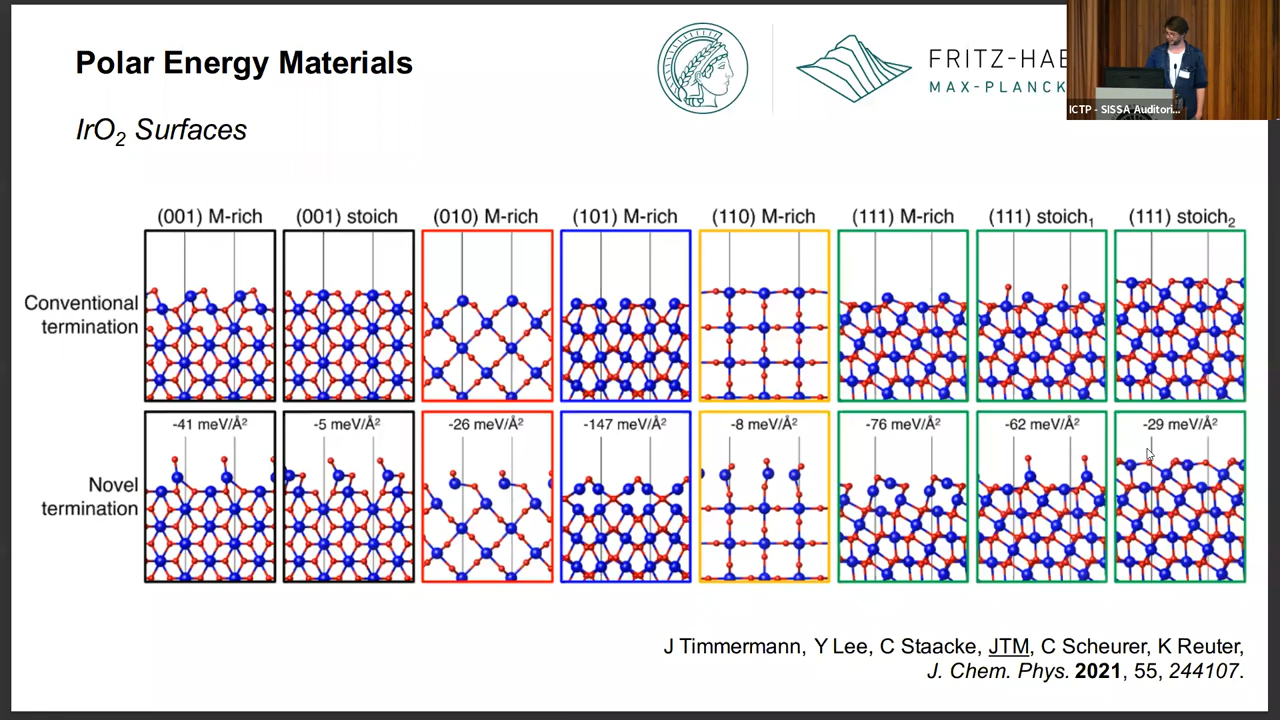 Polar Energy Materials
FRITZ-HAB
MAX-PLANCK
ICTP - SISSA Auditori...
IrO₂ Surfaces
(001) M-rich (001) stoich (010) M-rich (101) M-rich (110) M-rich (111) M-rich (111) stoich₁ (111) stoich₂
Conventional
termination
-41 meV/Å² -5 meV/Å² -26 meV/Å² -147 meV/Å² -8 meV/Å² -76 meV/Å² -62 meV/Å² -29 meV/Å²
Novel
termination
J Timmermann, Y Lee, C Staacke, JTM, C Scheurer, K Reuter,
J. Chem. Phys. 2021, 55, 244107.